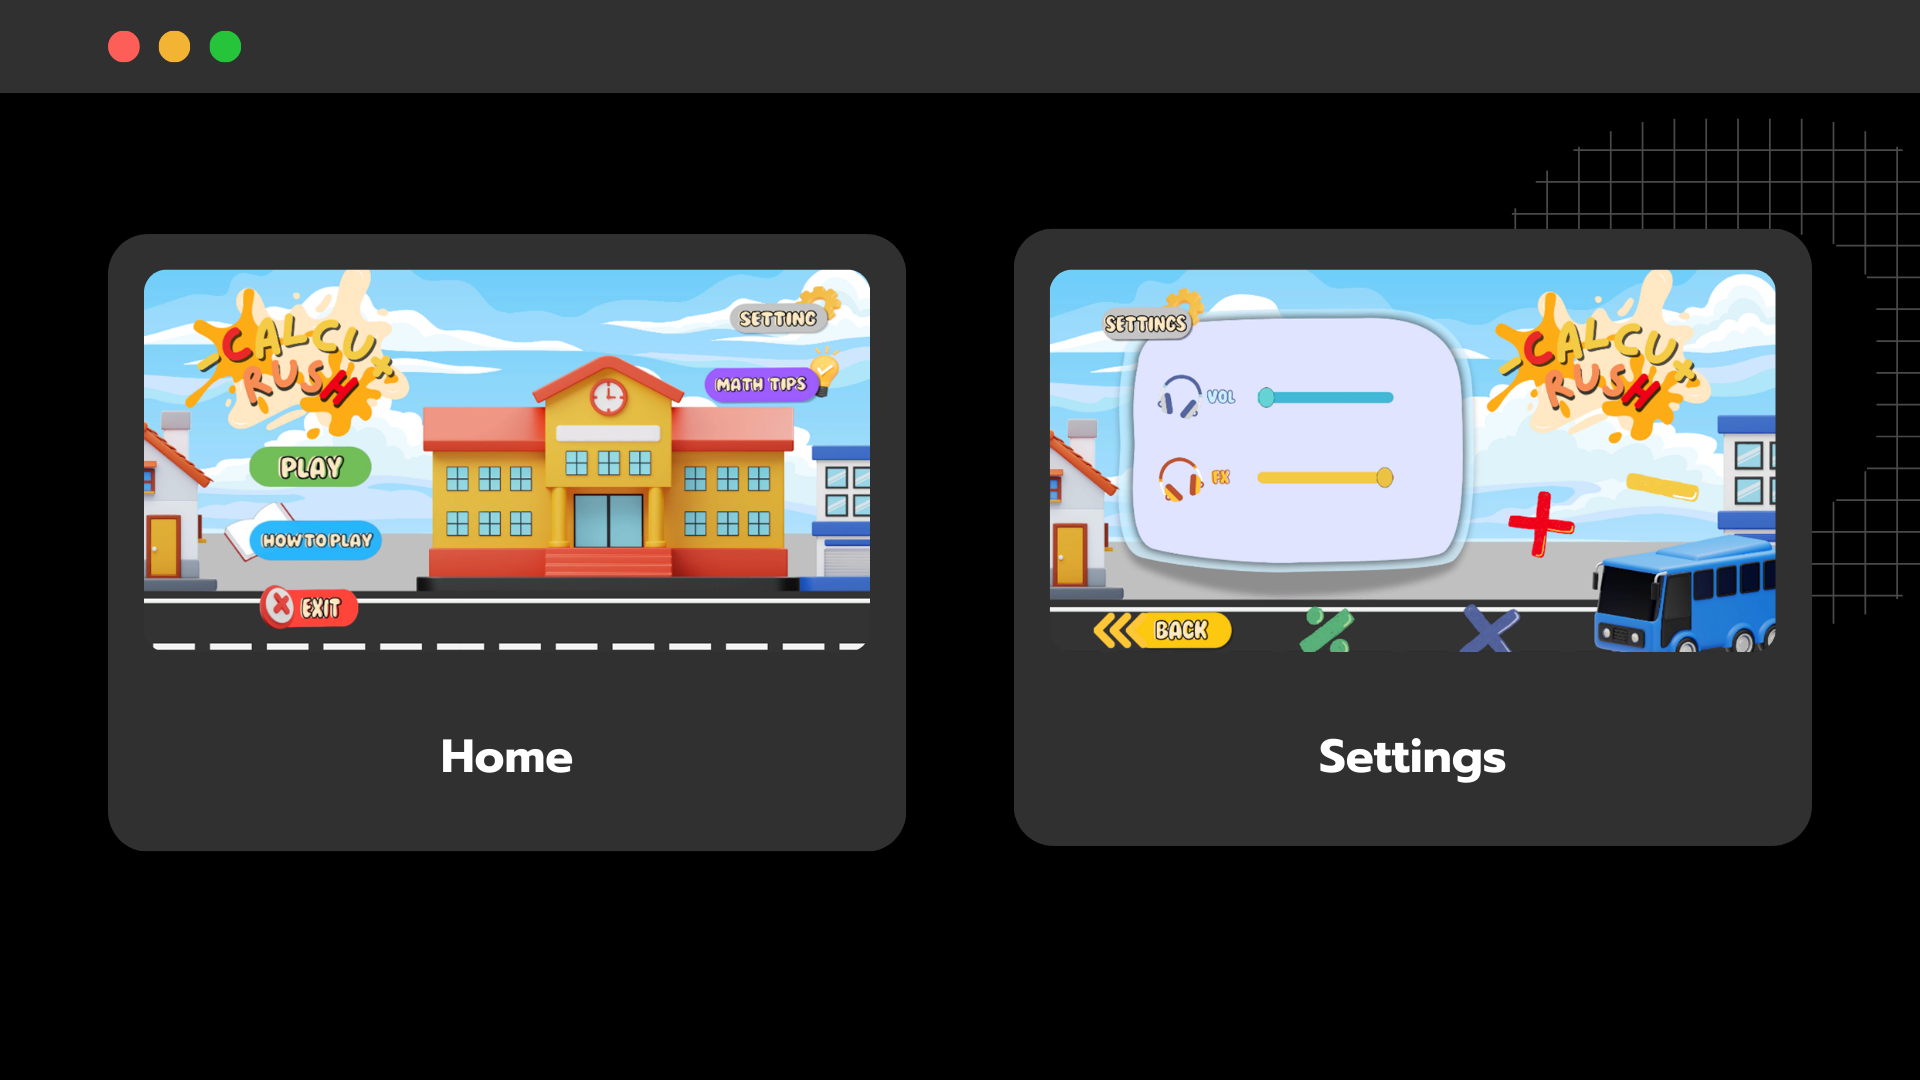 CALCU
RUSH
SETTING
MATH TIPS
PLAY
HOW TO PLAY
EXIT
Home
SETTINGS
VOL
FX
CALCU
RUSH
BACK
Settings